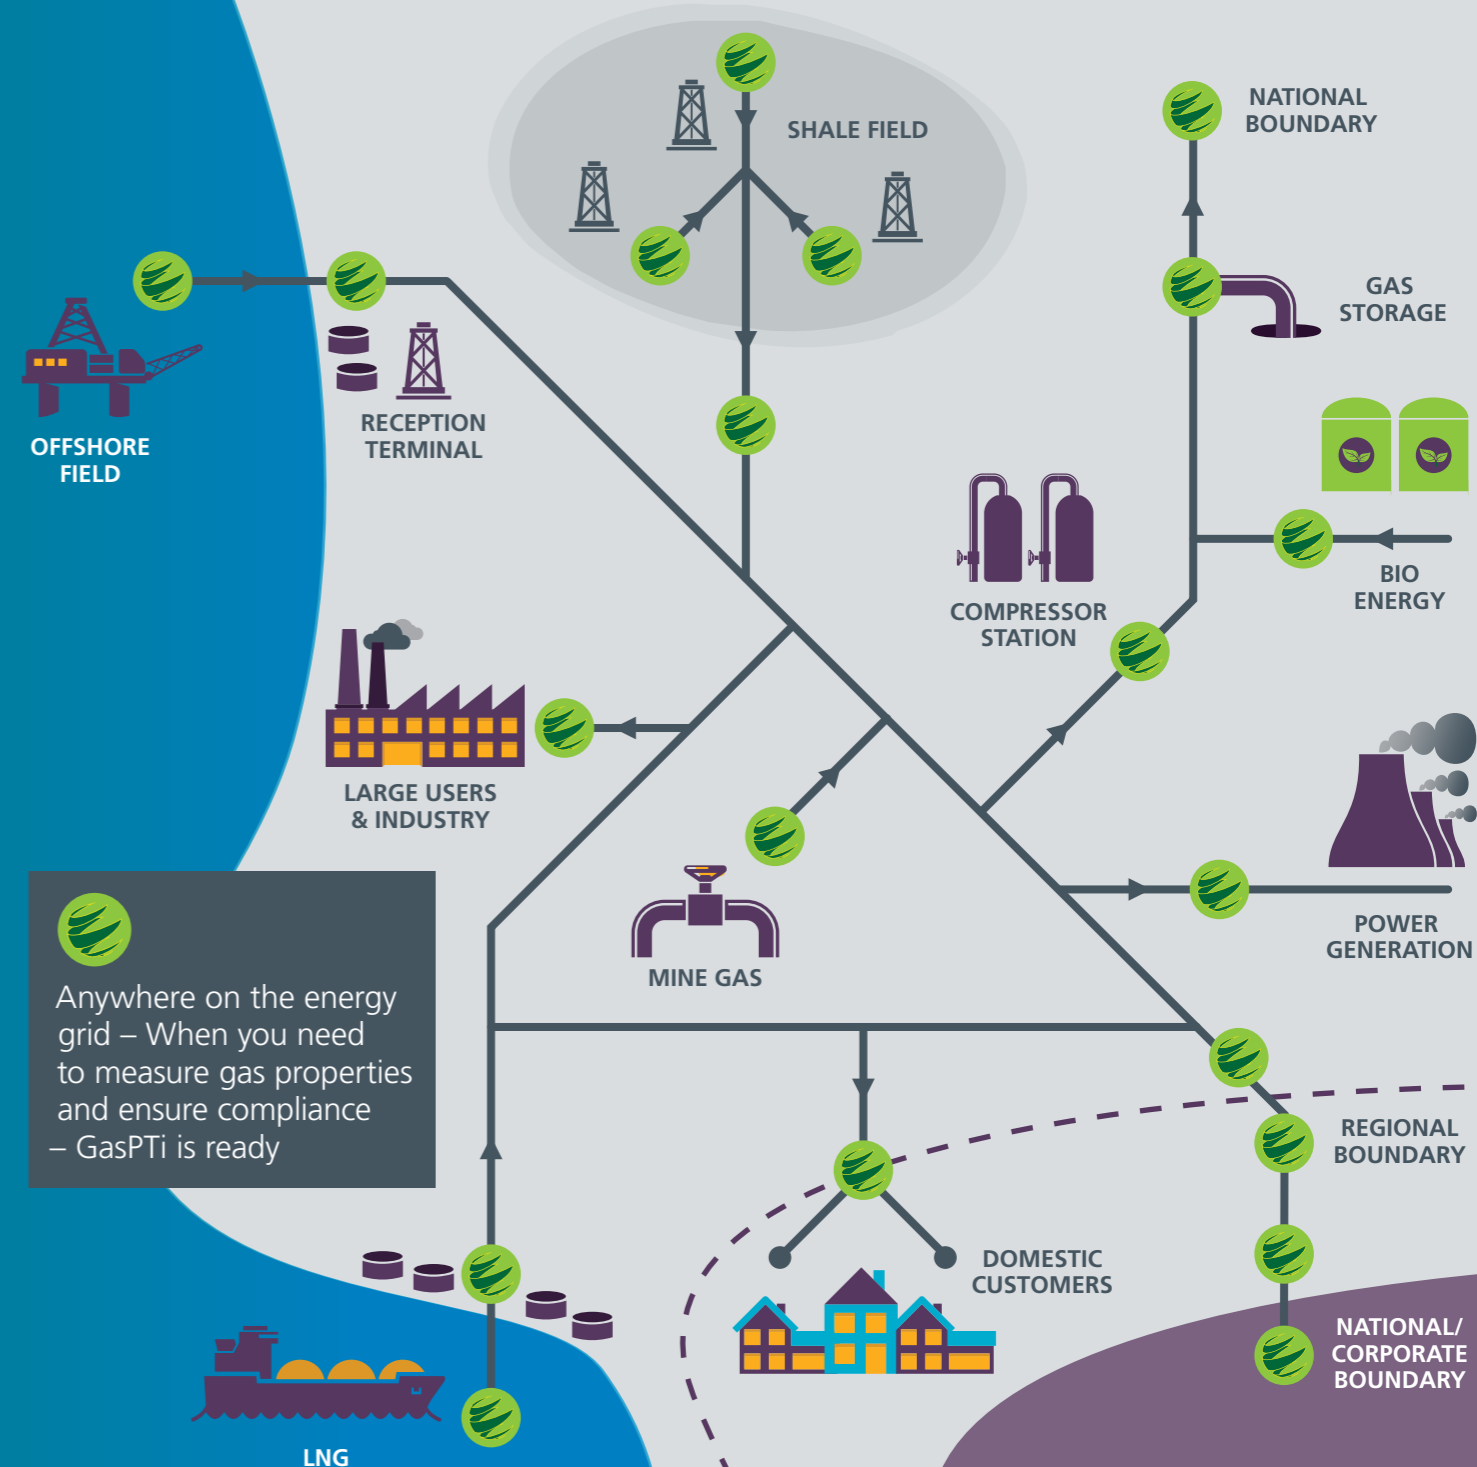 NATIONAL
BOUNDARY
SHALE FIELD
GAS
STORAGE
RECEPTION
TERMINAL
OFFSHORE
FIELD
BIO
ENERGY
COMPRESSOR
STATION
LARGE USERS
& INDUSTRY
POWER
GENERATION
MINE GAS
Anywhere on the energy
grid – When you need
to measure gas properties
and ensure compliance
– GasPTi is ready
REGIONAL
BOUNDARY
DOMESTIC
CUSTOMERS
NATIONAL/
CORPORATE
BOUNDARY
LNG